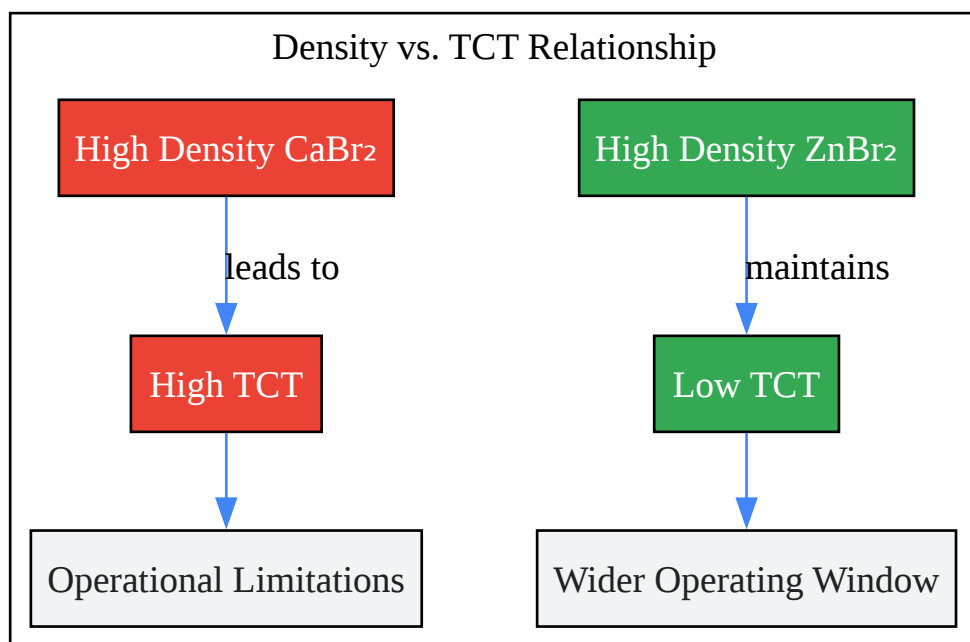 Density vs. TCT Relationship
High Density CaBr₂
High Density ZnBr₂
leads to
maintains
High TCT
Low TCT
Operational Limitations
Wider Operating Window